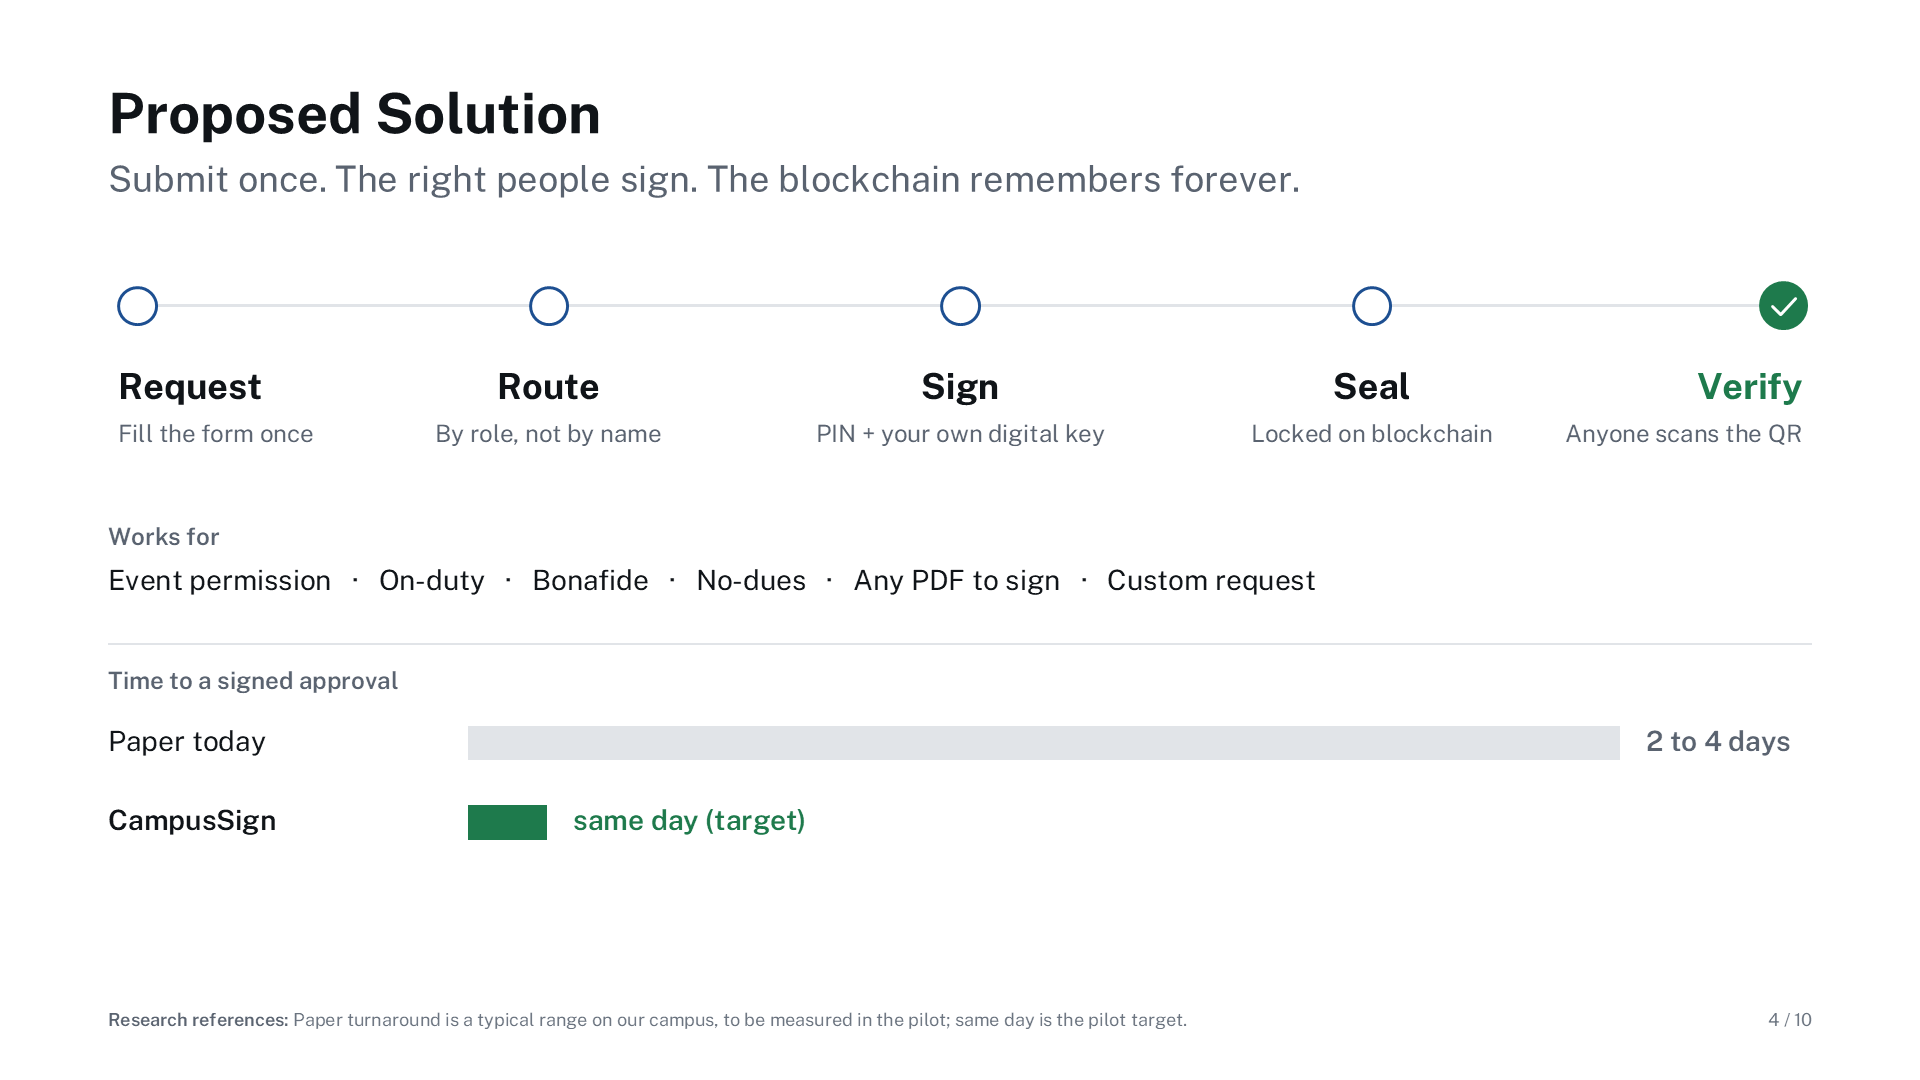 Proposed Solution
Submit once. The right people sign. The blockchain remembers forever.
Request
Fill the form once
Route
By role, not by name
Sign
PIN + your own digital key
Seal
Locked on blockchain
Verify
Anyone scans the QR
Works for
Event permission · On-duty · Bonafide · No-dues · Any PDF to sign · Custom request
Time to a signed approval
Paper today
2 to 4 days
CampusSign
same day (target)
Research references: Paper turnaround is a typical range on our campus, to be measured in the pilot; same day is the pilot target.
4 / 10